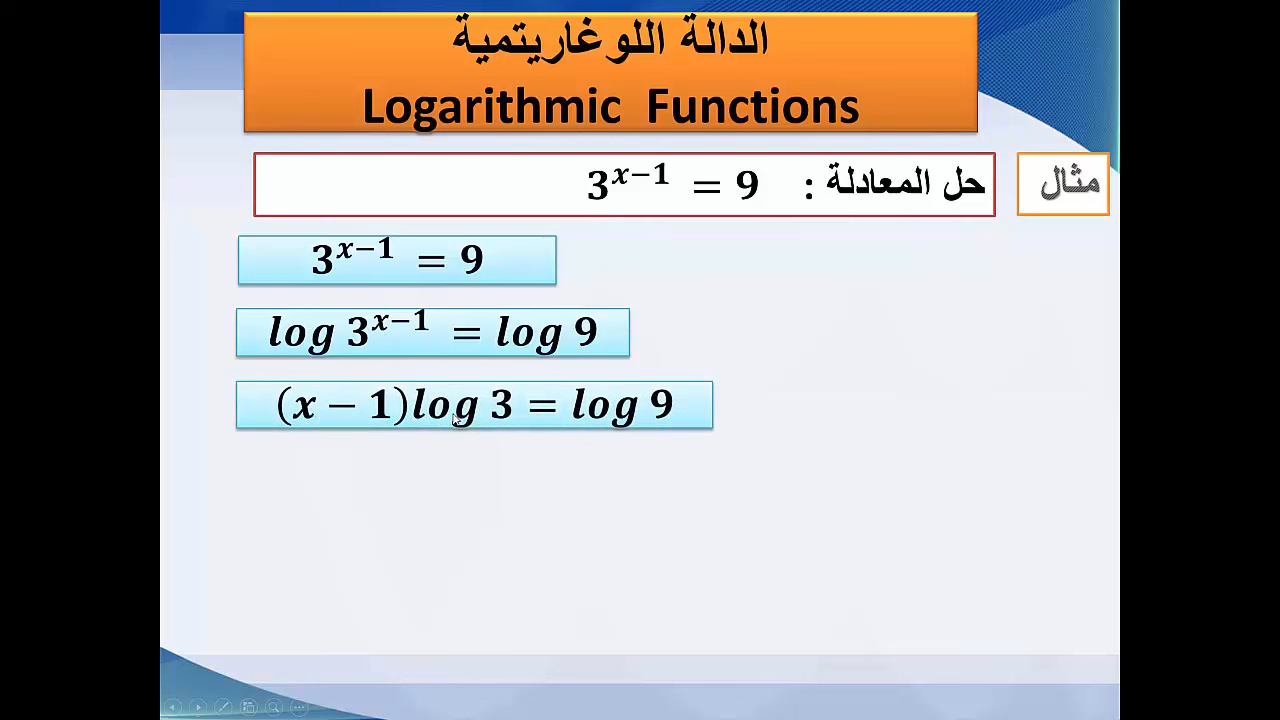 الدالة اللوغاريتمية
Logarithmic Functions
مثال
حل المعادلة : 3^{x−1} = 9
3^{x−1} = 9
log 3^{x−1} = log 9
(x − 1)log 3 = log 9